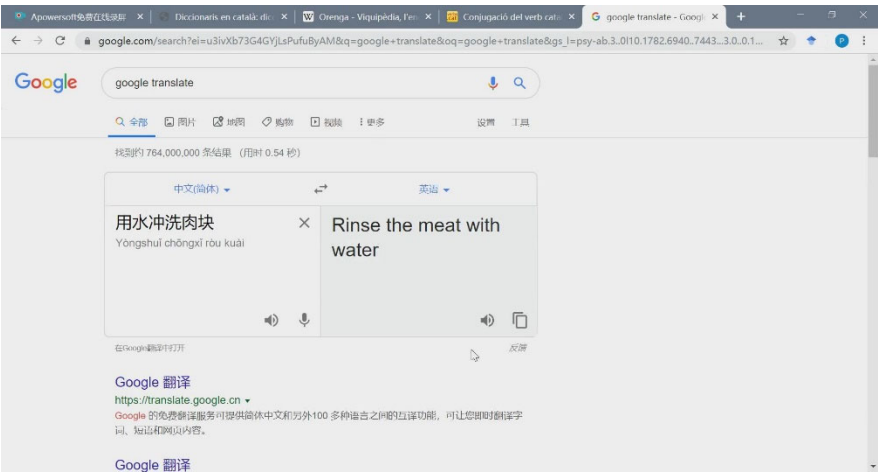 Apowersoft免费在线录屏
Diccionaris en català: dic
Orenga - Viquipèdia, l'en
Conjugació del verb cata
google translate - Googl
google.com/search?ei=u3ivXb73G4GYjLsPufuByAM&q=google+translate&oq=google+translate&gs_l=psy-ab.3..0l10.1782.6940..7443...3.0..0.1...
P
Google
google translate
全部 图片 地图 购物 视频 更多 设置 工具
找到约 764,000,000 条结果 (用时 0.54 秒)
中文(简体) 英语
用水冲洗肉块
Yòngshuǐ chōngxǐ ròu kuài
Rinse the meat with
water
在Google翻译中打开 反馈
Google 翻译
https://translate.google.cn
Google 的免费翻译服务可提供简体中文和另外100 多种语言之间的互译功能，可让您即时翻译字
词、短语和网页内容。
Google 翻译